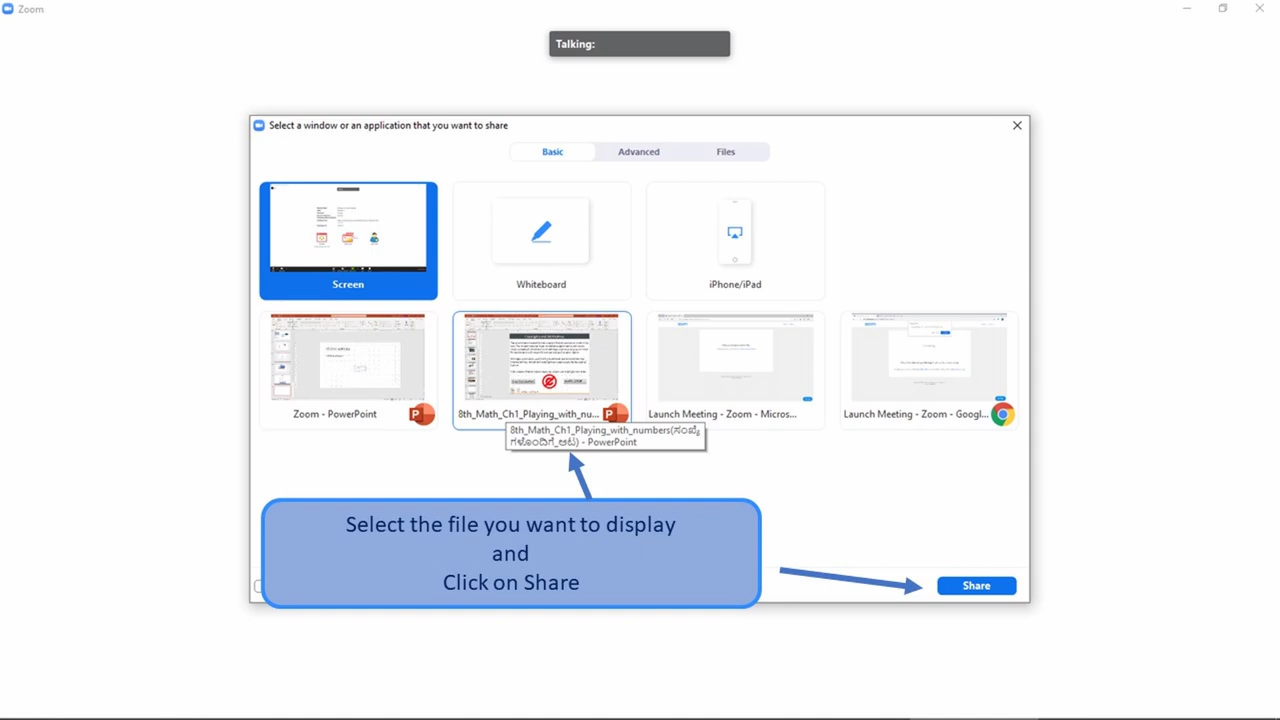 Zoom
Talking:
Select a window or an application that you want to share
Basic
Advanced
Files
Screen
Whiteboard
iPhone/iPad
Zoom - PowerPoint
8th_Math_Ch1_Playing_with_nu...
Launch Meeting - Zoom - Micros...
Launch Meeting - Zoom - Googl...
8th_Math_Ch1_Playing_with_numbers(ಸಂಖ್ಯೆ
ಗಳೊಂದಿಗೆ_ಆಟ) - PowerPoint
Select the file you want to display
and
Click on Share
Share